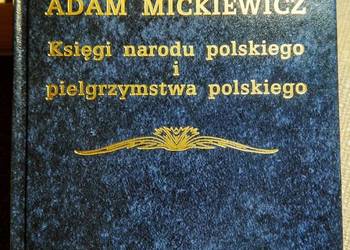 ADAM MICKIEWICZ
Księgi narodu polskiego
i
pielgrzymstwa polskiego